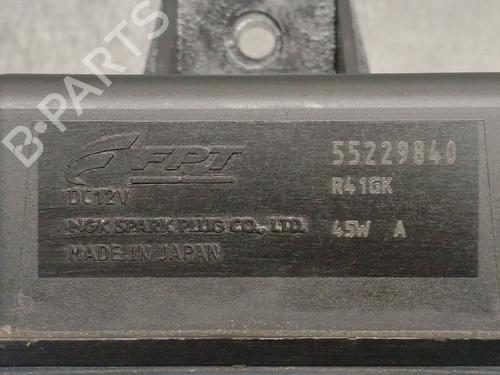 B-PARTS
FPT 55229840
DC12V R41GK
NGK SPARK PLUG CO., LTD. 45W A
MADE IN JAPAN